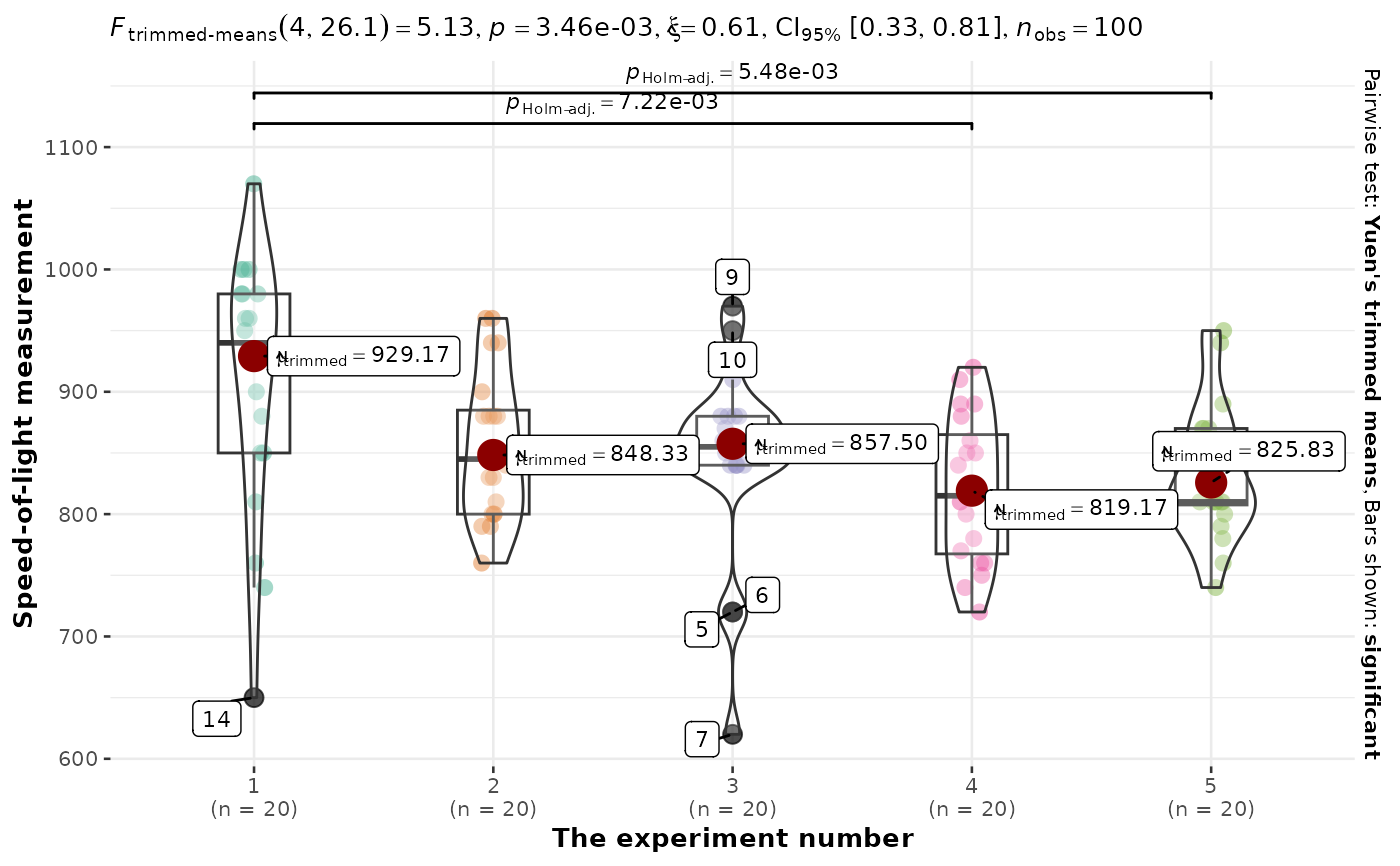 F trimmed-means(4, 26.1) = 5.13, p = 3.46e-03, ξ = 0.61, CI95% [0.33, 0.81], nobs = 100
pHolm-adj. = 5.48e-03
pHolm-adj. = 7.22e-03
1100
1000
900
800
700
600
Speed-of-light measurement
μ̂trimmed = 929.17
14
μ̂trimmed = 848.33
9
10
μ̂trimmed = 857.50
6
5
7
μ̂trimmed = 819.17
μ̂trimmed = 825.83
1
(n = 20)
2
(n = 20)
3
(n = 20)
4
(n = 20)
5
(n = 20)
The experiment number
Pairwise test: Yuen's trimmed means, Bars shown: significant